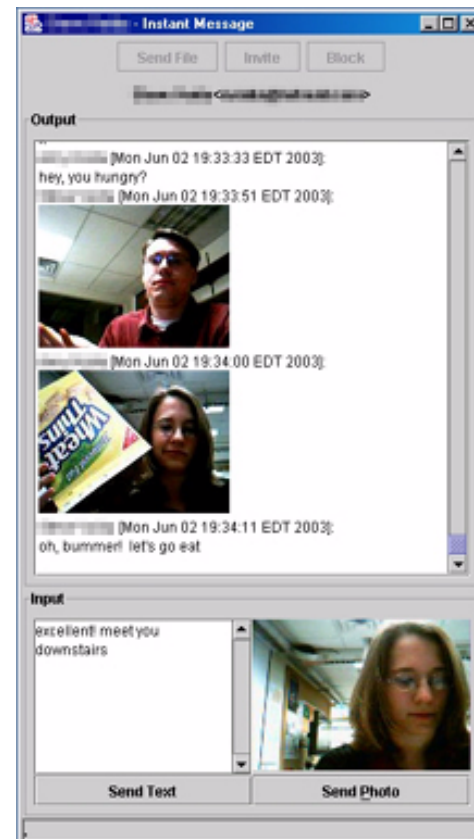 - Instant Message
Send File Invite Block
Output
[Mon Jun 02 19:33:33 EDT 2003]:
hey, you hungry?
[Mon Jun 02 19:33:51 EDT 2003]:
[Mon Jun 02 19:34:00 EDT 2003]:
Wheat
Thins
[Mon Jun 02 19:34:11 EDT 2003]:
oh, bummer! let's go eat
Input
excellent! meet you
downstairs
Send Text Send Photo